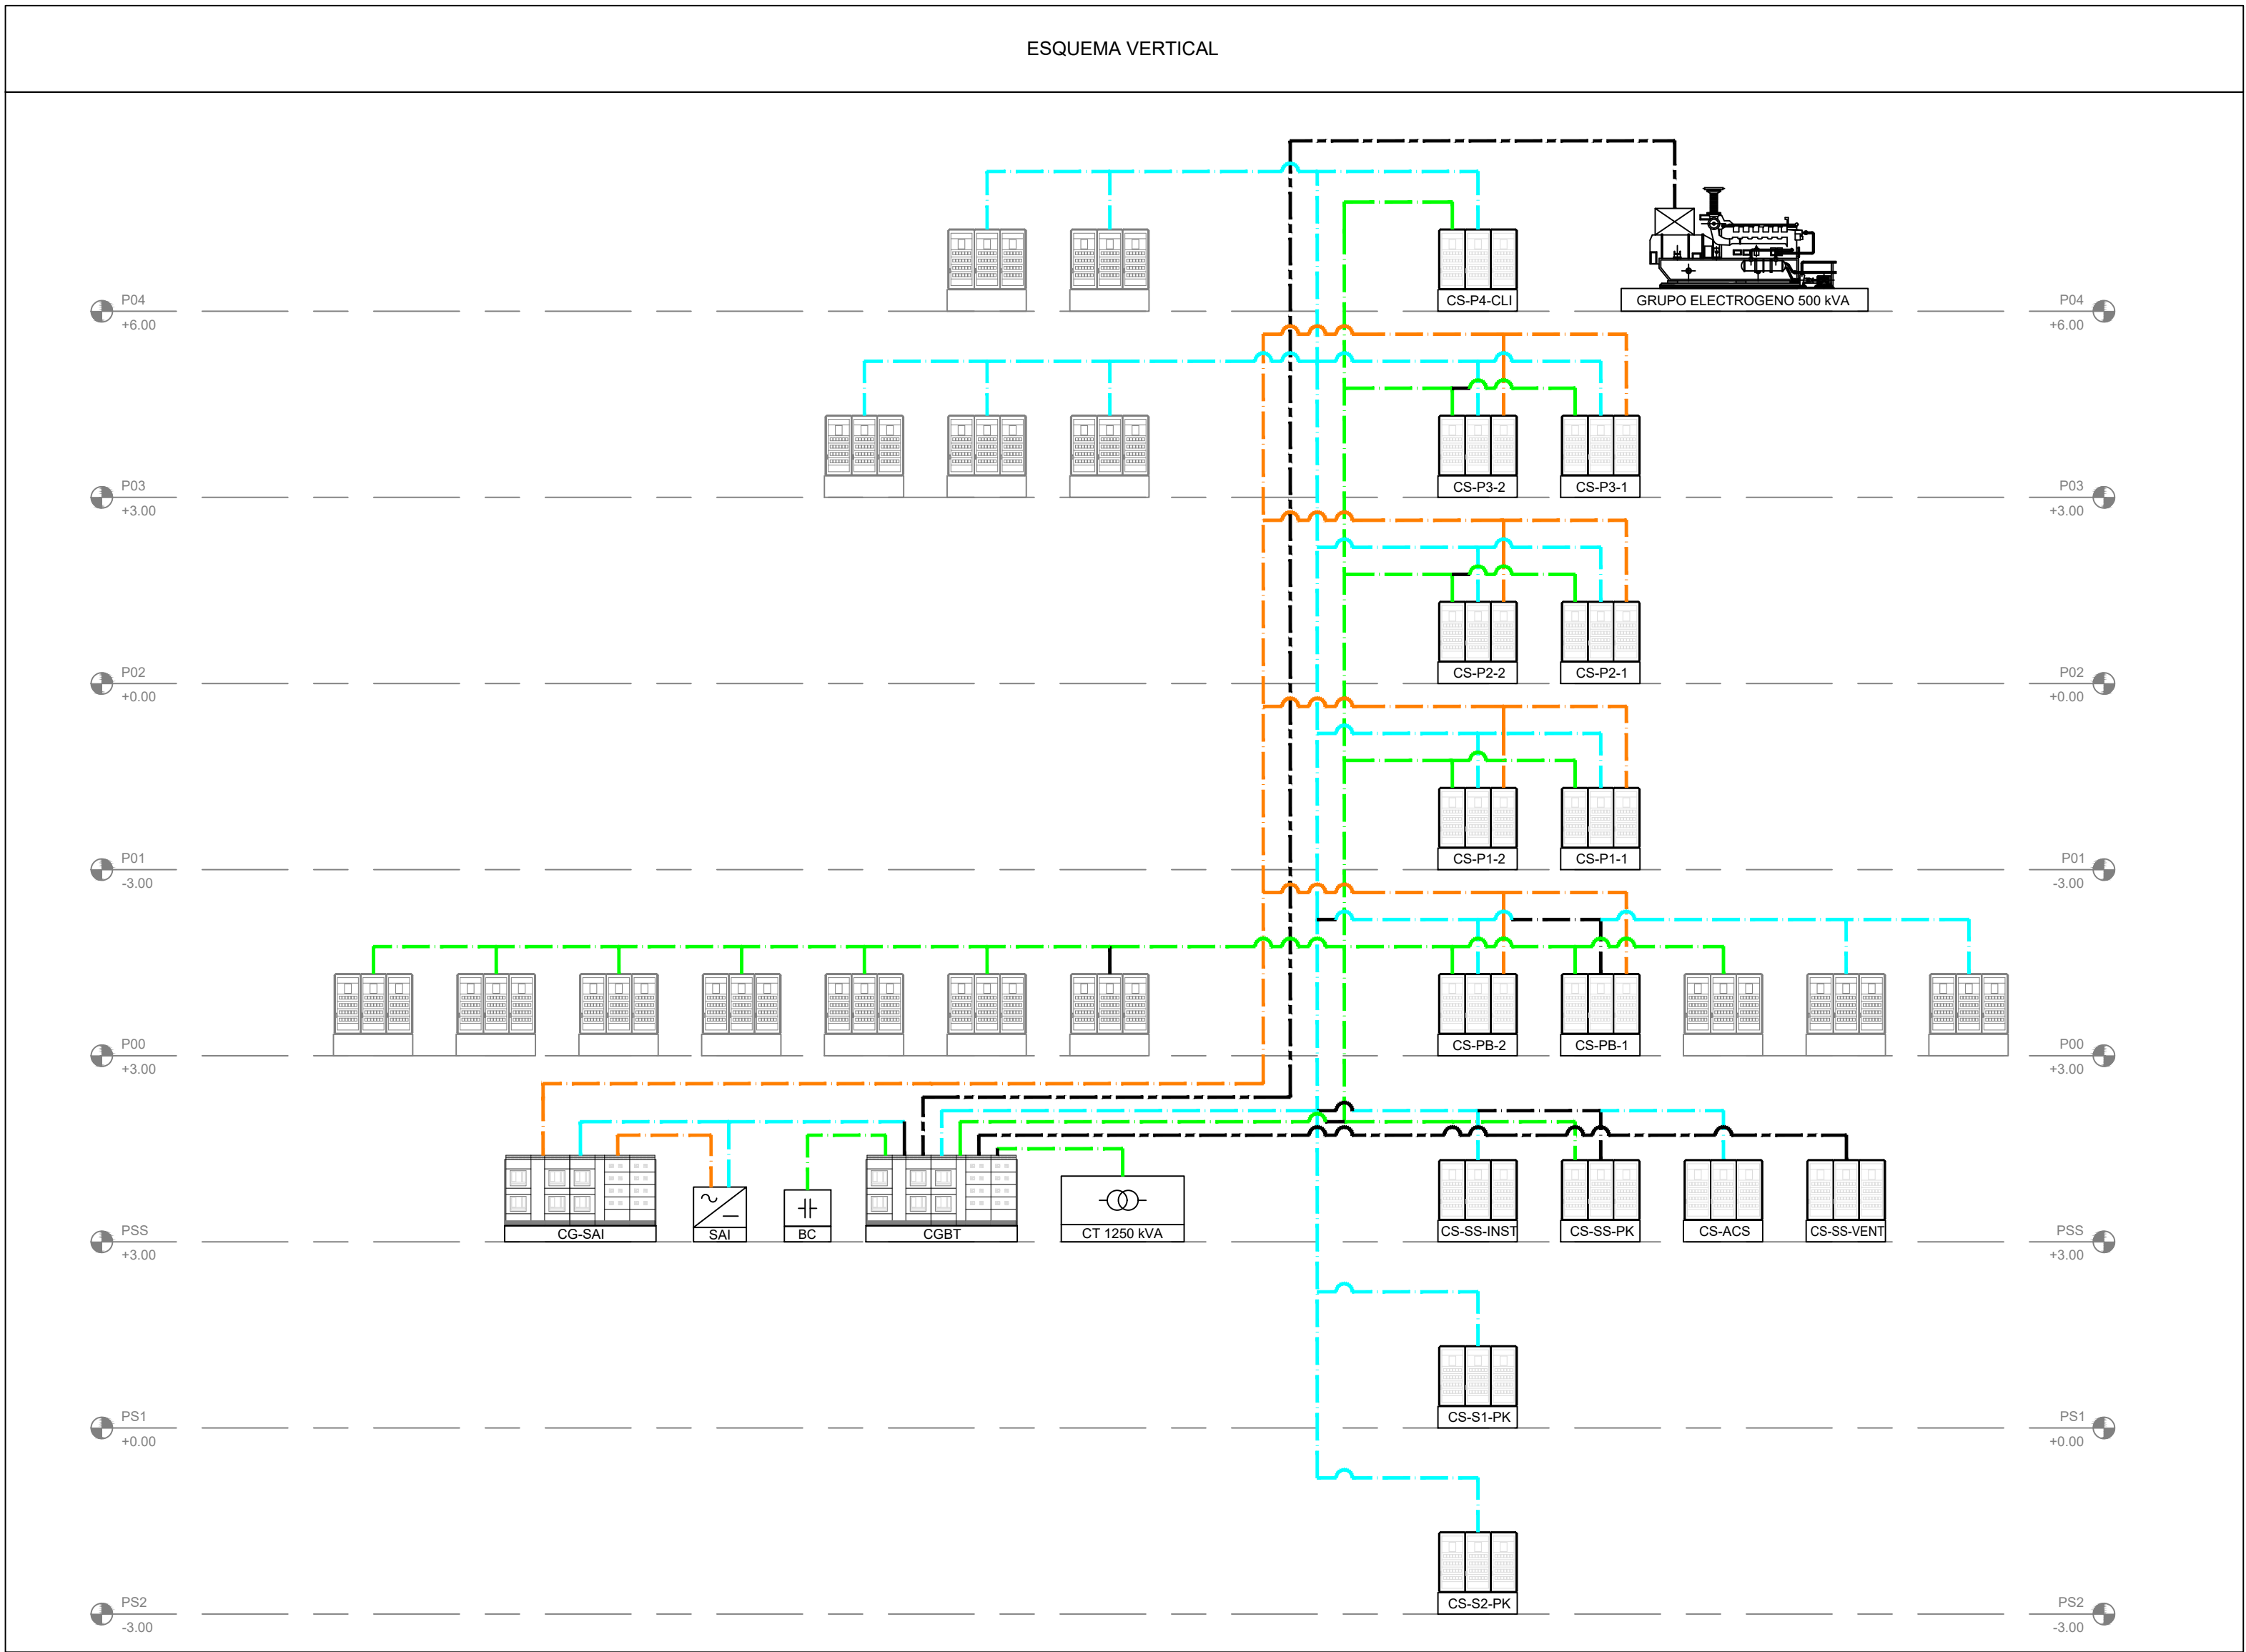 ESQUEMA VERTICAL
CS-P4-CLI
GRUPO ELECTROGENO 500 kVA
P04
+6.00
P04
+6.00
CS-P3-2
CS-P3-1
P03
+3.00
P03
+3.00
CS-P2-2
CS-P2-1
P02
+0.00
P02
+0.00
CS-P1-2
CS-P1-1
P01
-3.00
P01
-3.00
CS-PB-2
CS-PB-1
P00
+3.00
P00
+3.00
CG-SAI
SAI
BC
CGBT
CT 1250 kVA
CS-SS-INST
CS-SS-PK
CS-ACS
CS-SS-VENT
PSS
+3.00
PSS
+3.00
CS-S1-PK
PS1
+0.00
PS1
+0.00
CS-S2-PK
PS2
-3.00
PS2
-3.00